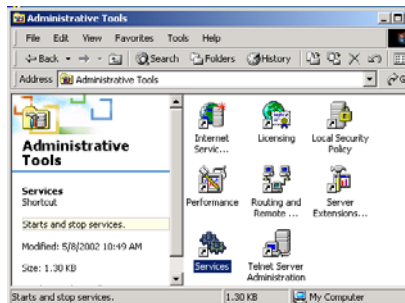 Administrative Tools
File Edit View Favorites Tools Help
Back Search Folders History
Address Administrative Tools
Administrative
Tools
Services
Shortcut
Starts and stop services.
Modified: 5/8/2002 10:49 AM
Size: 1.30 KB
Internet
Servic...
Licensing
Local Security
Policy
Performance
Routing and
Remote ...
Server
Extensions...
Services
Telnet Server
Administration
Starts and stop services. 1.30 KB My Computer